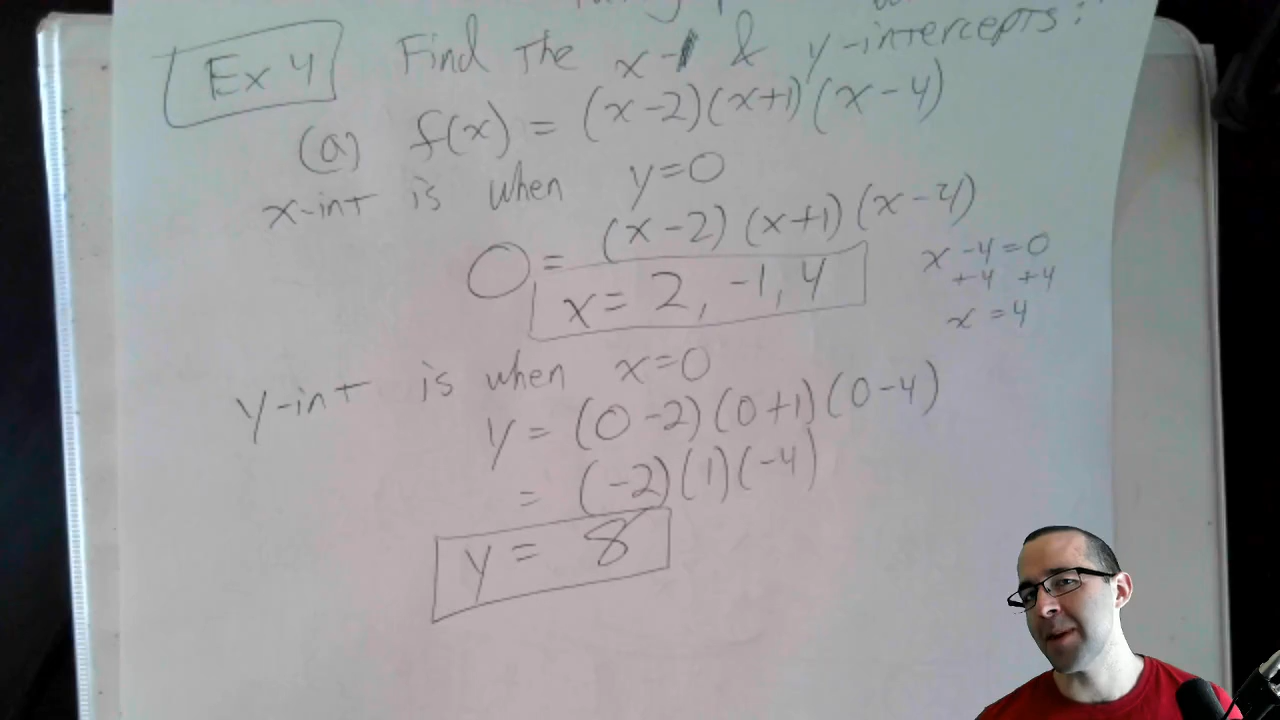 Ex 4 Find the x- & y-intercepts:
(a) f(x) = (x-2)(x+1)(x-4)
x-int is when y=0
0 = (x-2)(x+1)(x-4)
x-4=0
+4 +4
x = 2, -1, 4
x = 4
y-int is when x=0
y = (0-2)(0+1)(0-4)
= (-2)(1)(-4)
y = 8